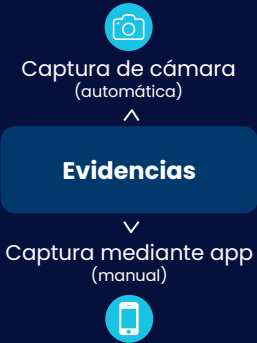 Captura de cámara
(automática)
Evidencias
Captura mediante app
(manual)